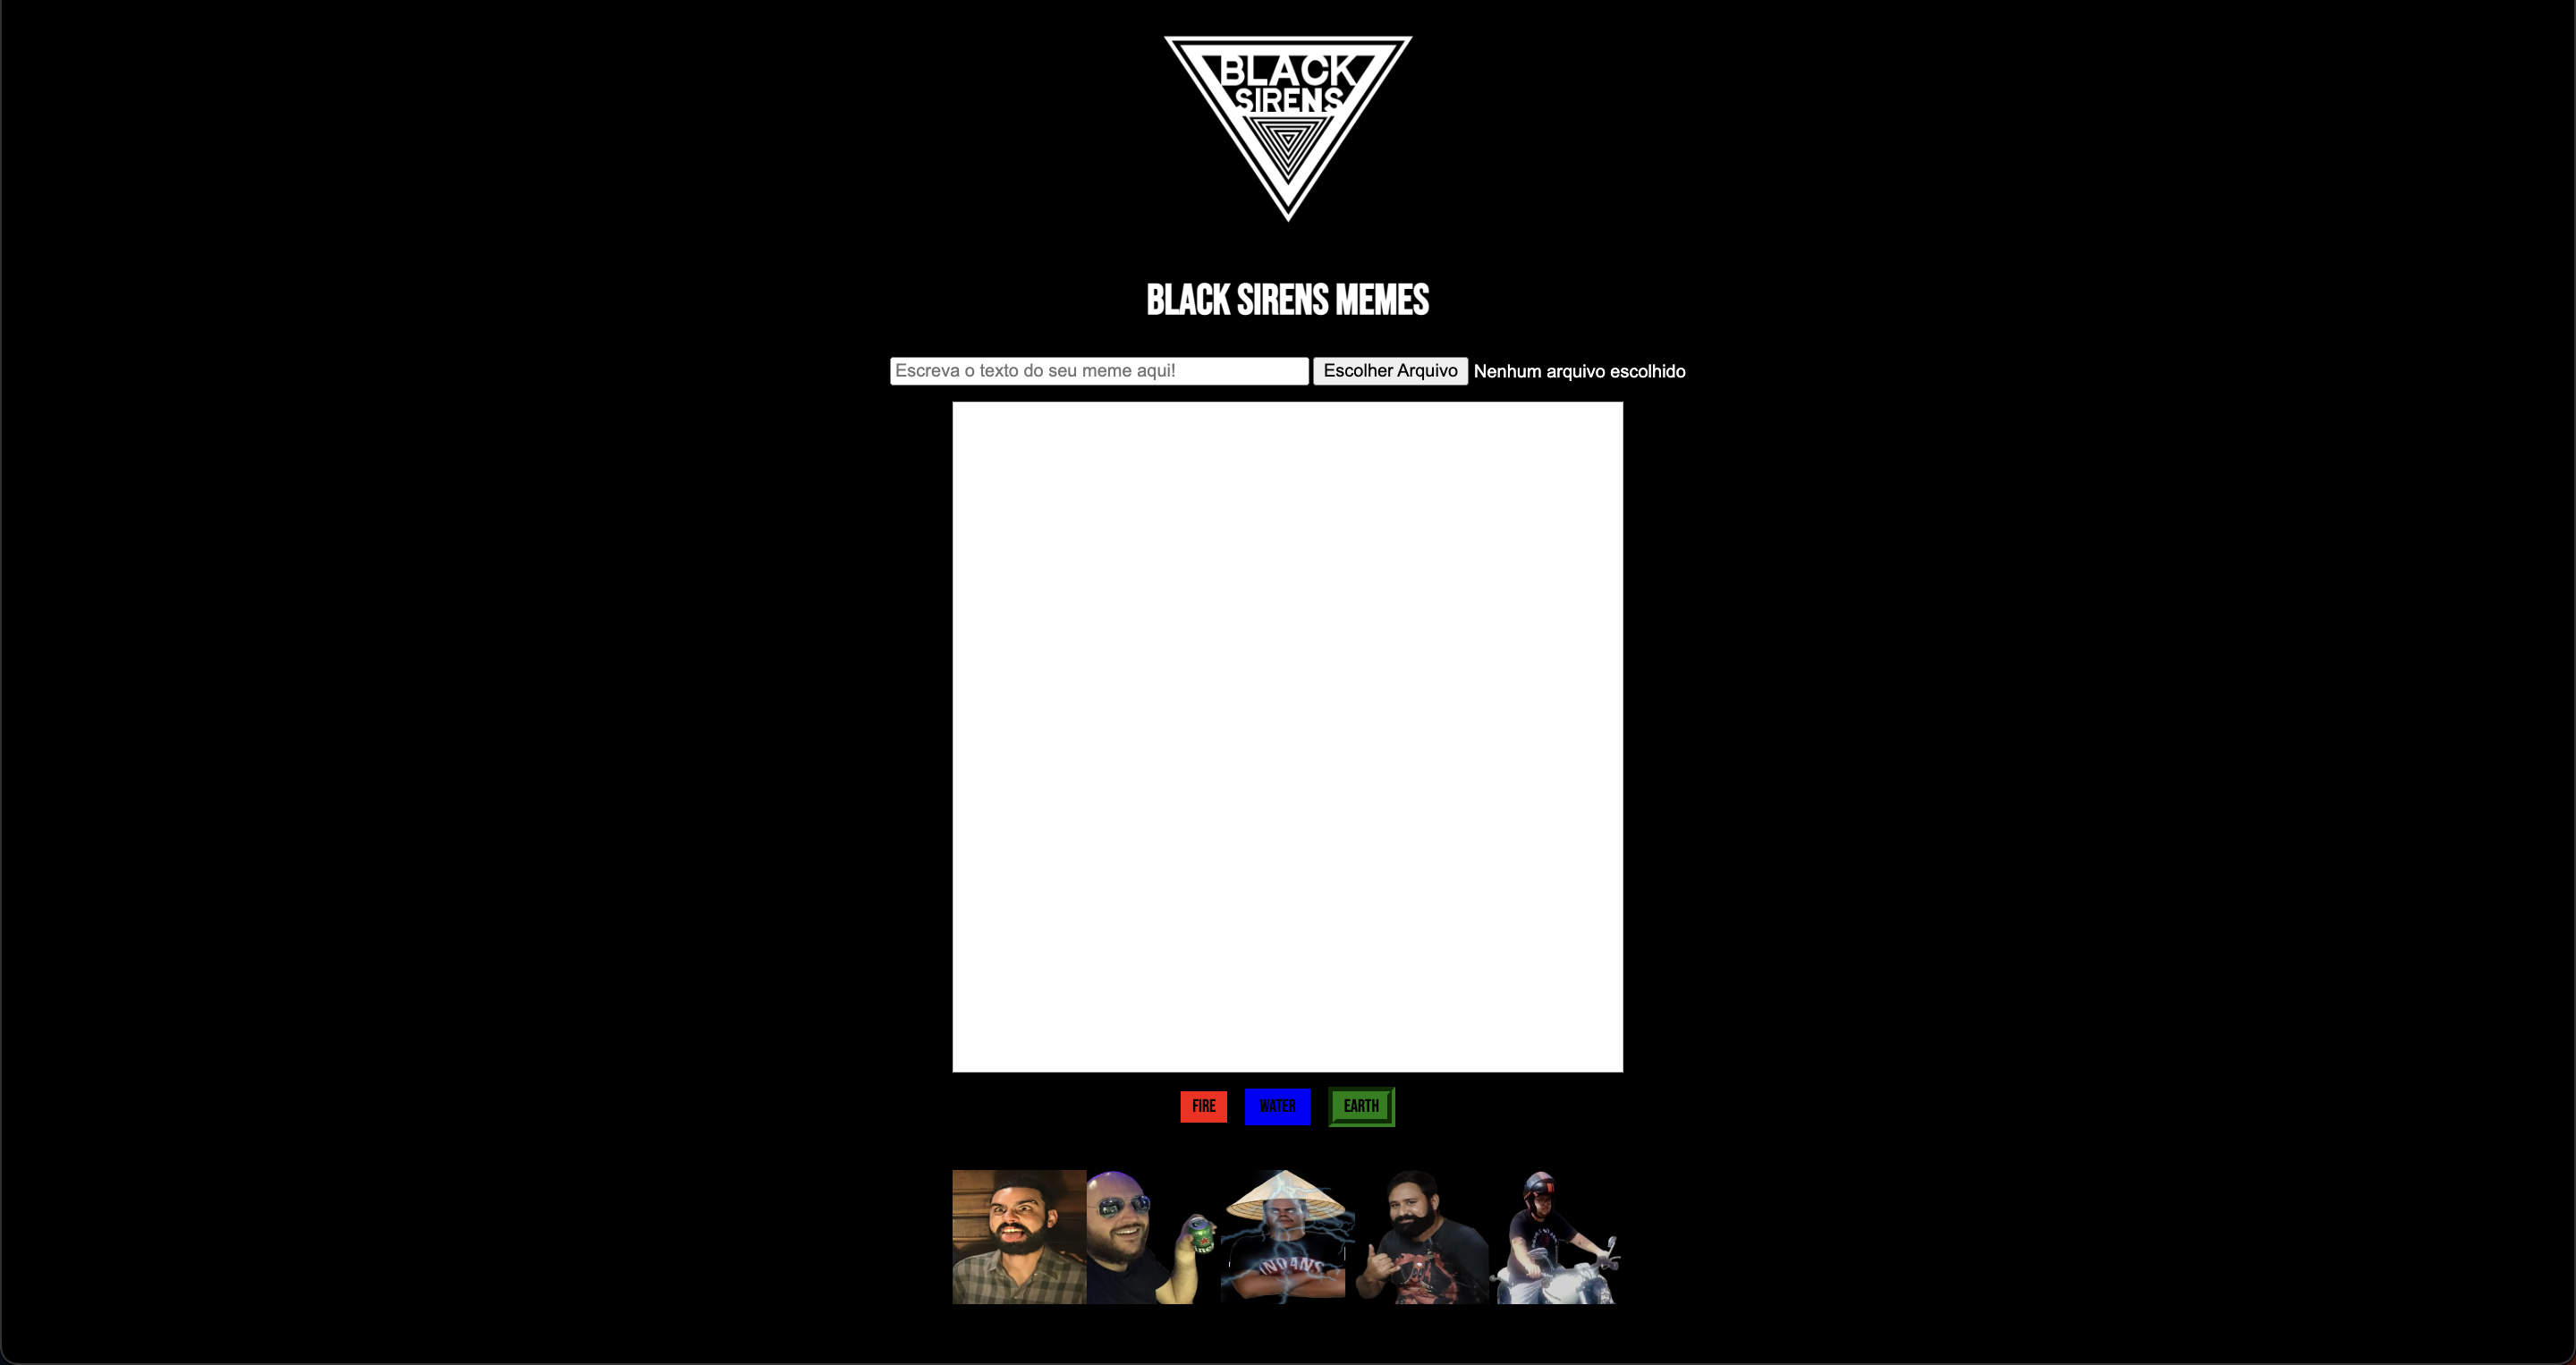 BLACK
SIRENS
BLACK SIRENS MEMES
Escreva o texto do seu meme aqui! Escolher Arquivo Nenhum arquivo escolhido
FIRE WATER EARTH